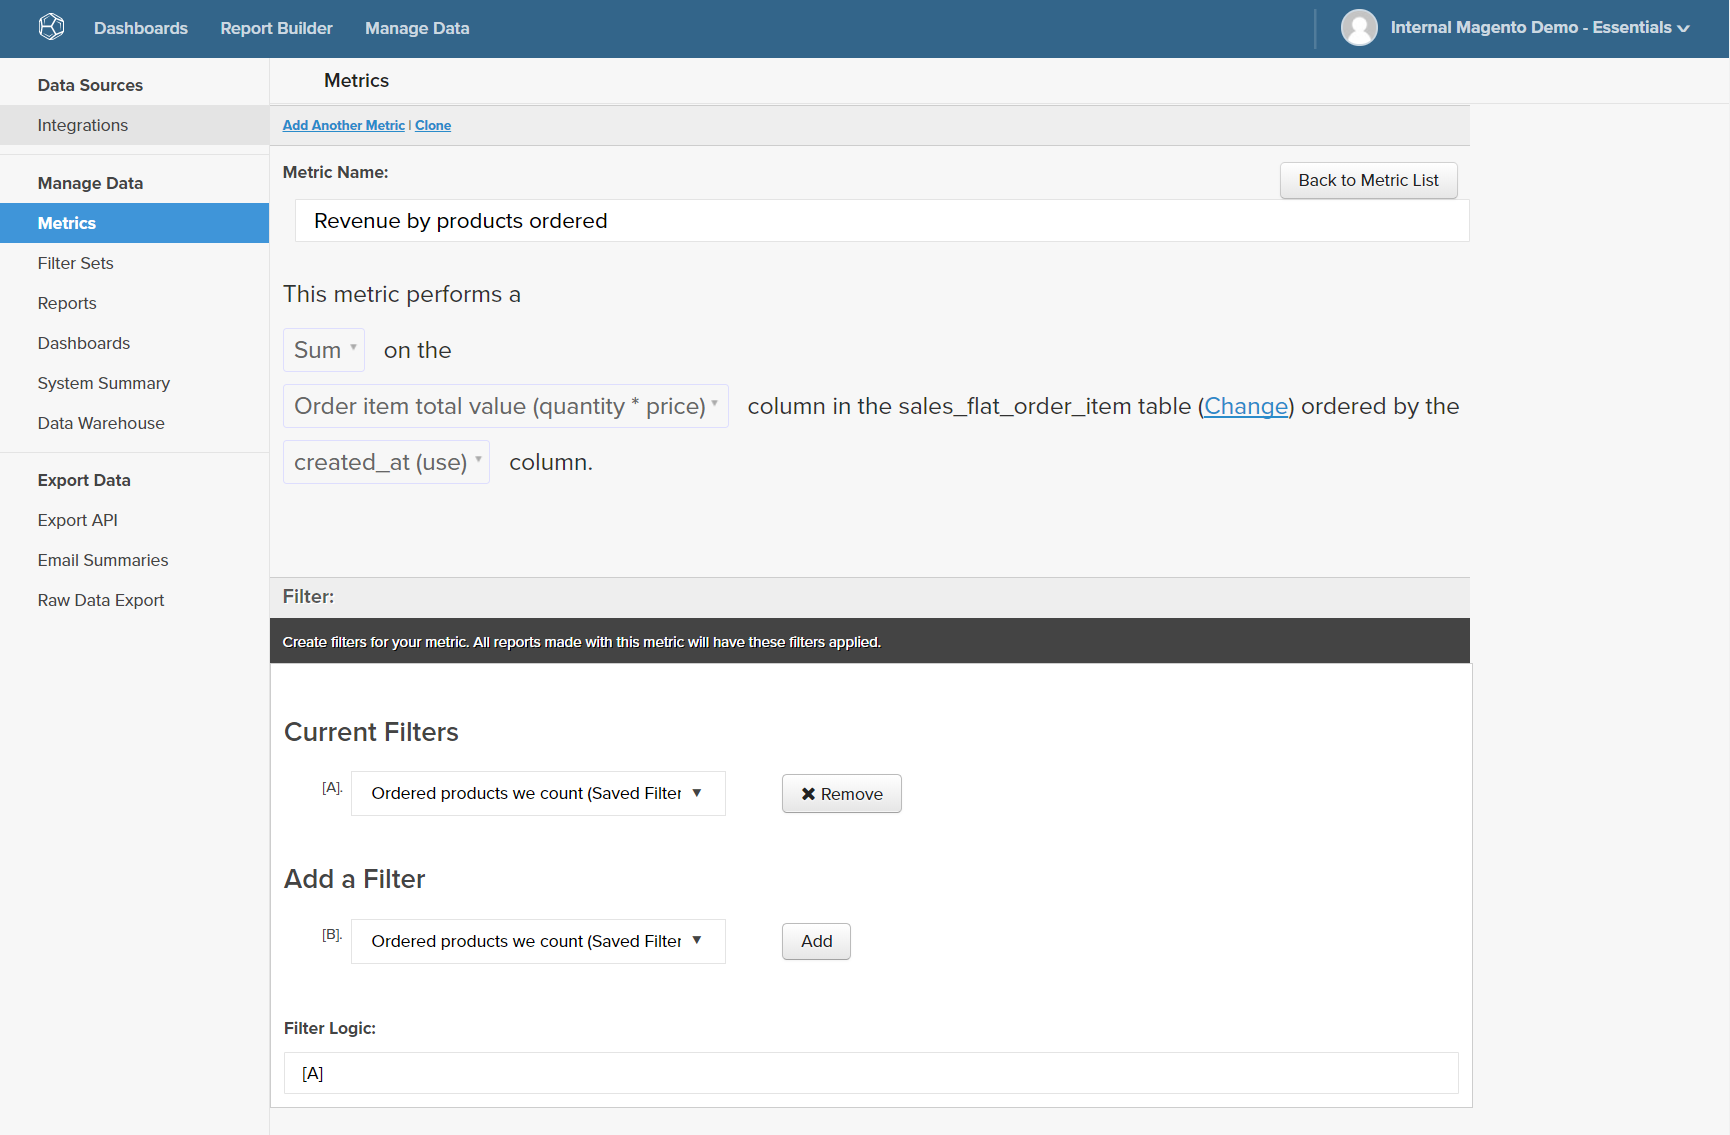 Dashboards Report Builder Manage Data Internal Magento Demo - Essentials
Data Sources
Integrations
Manage Data
Metrics
Filter Sets
Reports
Dashboards
System Summary
Data Warehouse
Export Data
Export API
Email Summaries
Raw Data Export
Metrics
Add Another Metric | Clone
Metric Name:
Back to Metric List
Revenue by products ordered
This metric performs a
Sum on the
Order item total value (quantity * price) column in the sales_flat_order_item table (Change) ordered by the
created_at (use) column.
Filter:
Create filters for your metric. All reports made with this metric will have these filters applied.
Current Filters
[A]. Ordered products we count (Saved Filter Remove
Add a Filter
[B]. Ordered products we count (Saved Filter Add
Filter Logic:
[A]